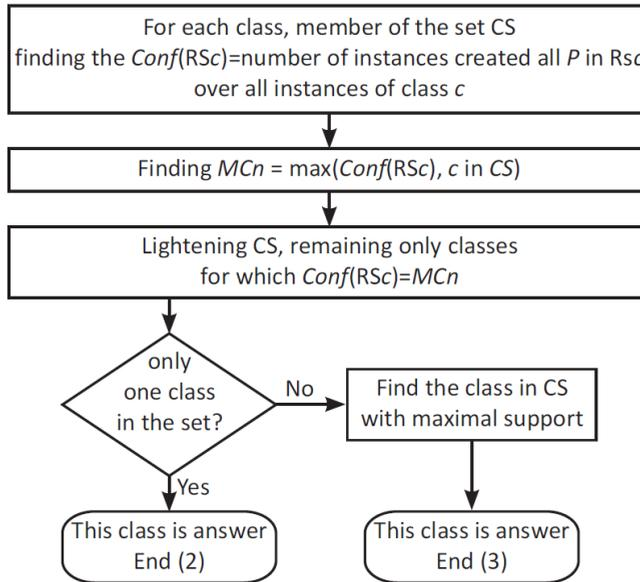 For each class, member of the set CS
finding the Conf(RSc)=number of instances created all P in Rsc
over all instances of class c
Finding MCn = max(Conf(RSc), c in CS)
Lightening CS, remaining only classes
for which Conf(RSc)=MCn
only
one class
in the set?
No
Find the class in CS
with maximal support
Yes
This class is answer
End (2)
This class is answer
End (3)